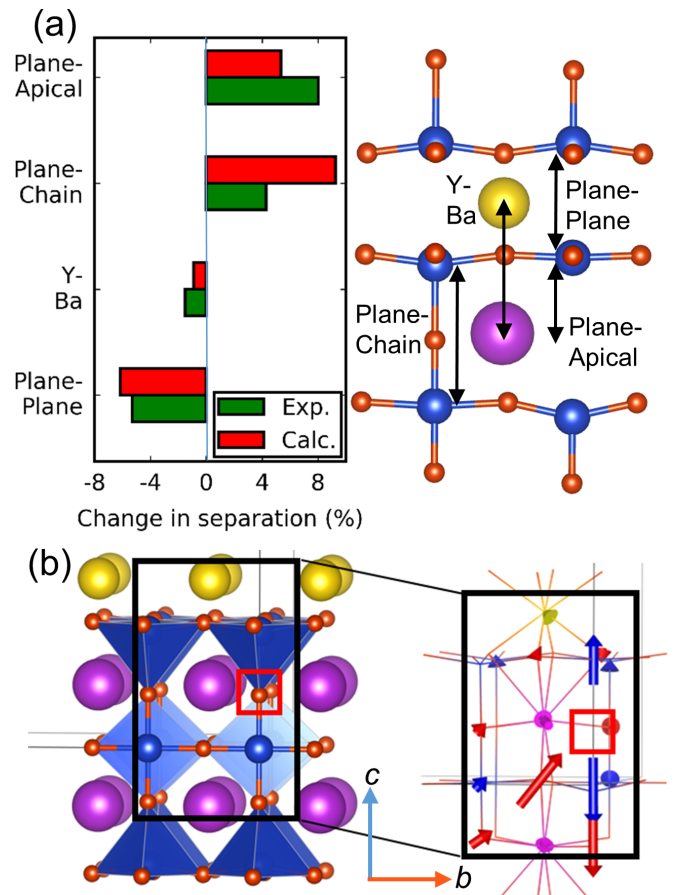 (a)
Plane-
Apical
Plane-
Chain
Y-
Ba
Plane-
Plane
Exp.
Calc.
-8 -4 0 4 8
Change in separation (%)
Y-
Ba
Plane-
Plane
Plane-
Chain
Plane-
Apical
(b)
c
b